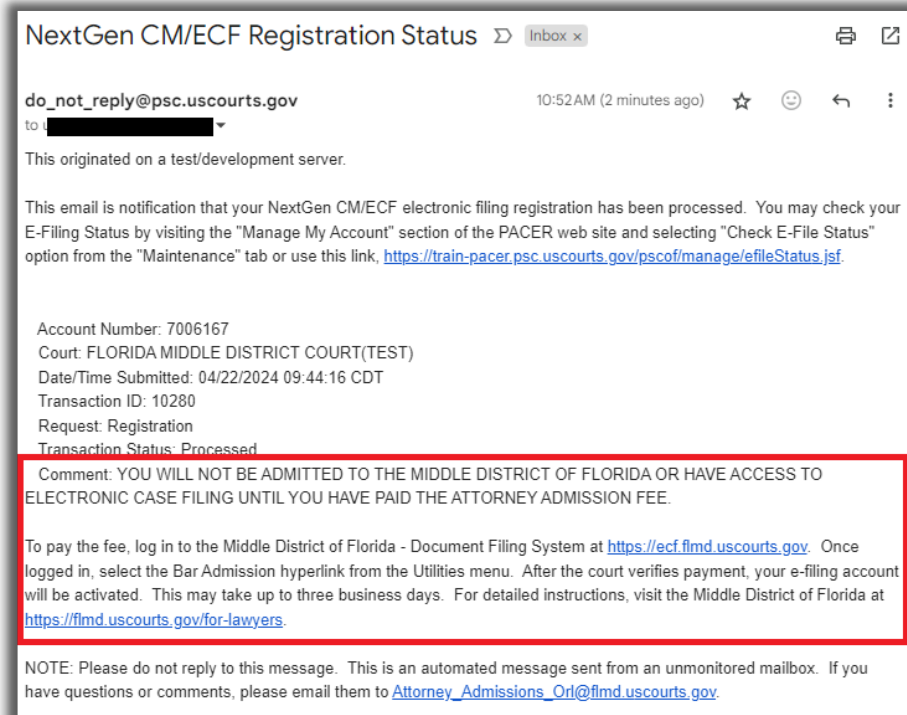 NextGen CM/ECF Registration Status Inbox ×
do_not_reply@psc.uscourts.gov 10:52 AM (2 minutes ago)
to u
This originated on a test/development server.
This email is notification that your NextGen CM/ECF electronic filing registration has been processed. You may check your
E-Filing Status by visiting the "Manage My Account" section of the PACER web site and selecting "Check E-File Status"
option from the "Maintenance" tab or use this link, https://train-pacer.psc.uscourts.gov/pscof/manage/efileStatus.jsf.
Account Number: 7006167
Court: FLORIDA MIDDLE DISTRICT COURT(TEST)
Date/Time Submitted: 04/22/2024 09:44:16 CDT
Transaction ID: 10280
Request: Registration
Transaction Status: Processed
Comment: YOU WILL NOT BE ADMITTED TO THE MIDDLE DISTRICT OF FLORIDA OR HAVE ACCESS TO
ELECTRONIC CASE FILING UNTIL YOU HAVE PAID THE ATTORNEY ADMISSION FEE.
To pay the fee, log in to the Middle District of Florida - Document Filing System at https://ecf.flmd.uscourts.gov. Once
logged in, select the Bar Admission hyperlink from the Utilities menu. After the court verifies payment, your e-filing account
will be activated. This may take up to three business days. For detailed instructions, visit the Middle District of Florida at
https://flmd.uscourts.gov/for-lawyers.
NOTE: Please do not reply to this message. This is an automated message sent from an unmonitored mailbox. If you
have questions or comments, please email them to Attorney_Admissions_Orl@flmd.uscourts.gov.